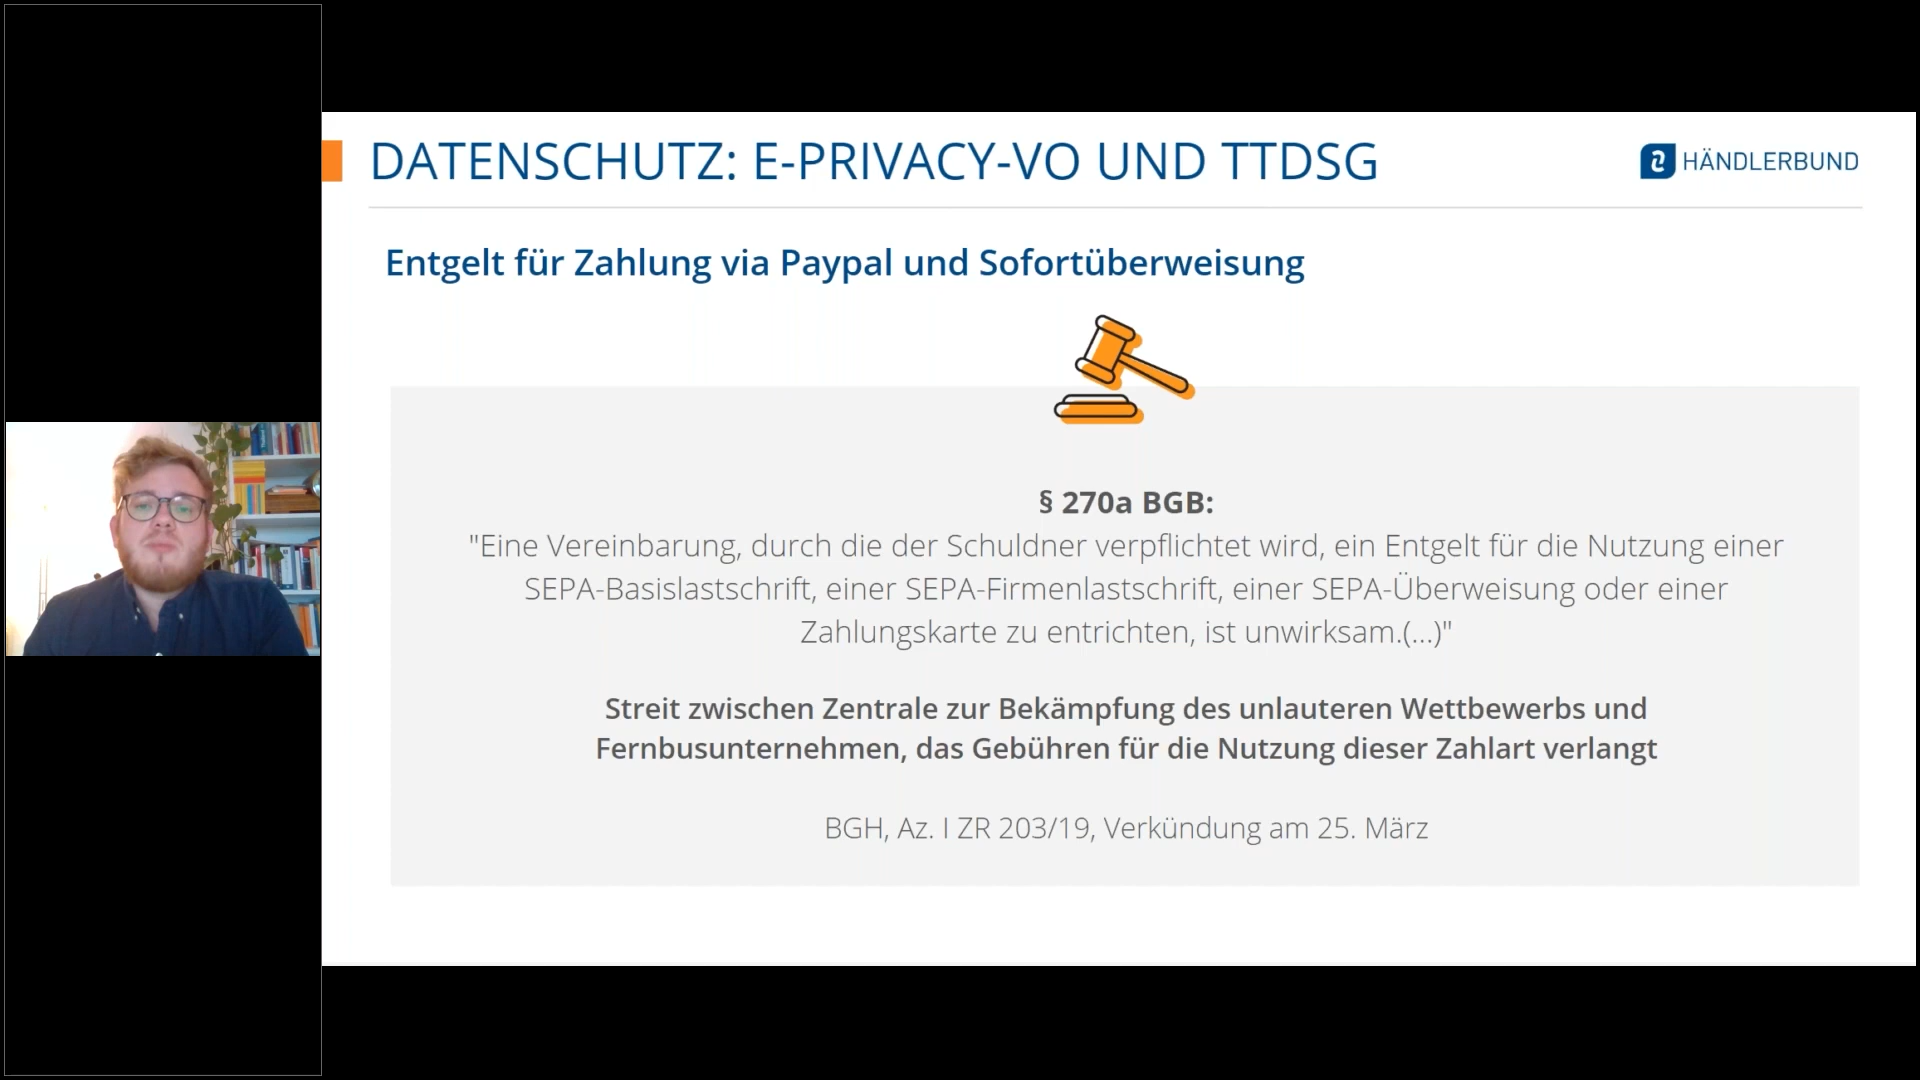 DATENSCHUTZ: E-PRIVACY-VO UND TTDSG
HÄNDLERBUND
Entgelt für Zahlung via Paypal und Sofortüberweisung
§ 270a BGB:
"Eine Vereinbarung, durch die der Schuldner verpflichtet wird, ein Entgelt für die Nutzung einer
SEPA-Basislastschrift, einer SEPA-Firmenlastschrift, einer SEPA-Überweisung oder einer
Zahlungskarte zu entrichten, ist unwirksam.(...)"
Streit zwischen Zentrale zur Bekämpfung des unlauteren Wettbewerbs und
Fernbusunternehmen, das Gebühren für die Nutzung dieser Zahlart verlangt
BGH, Az. I ZR 203/19, Verkündung am 25. März